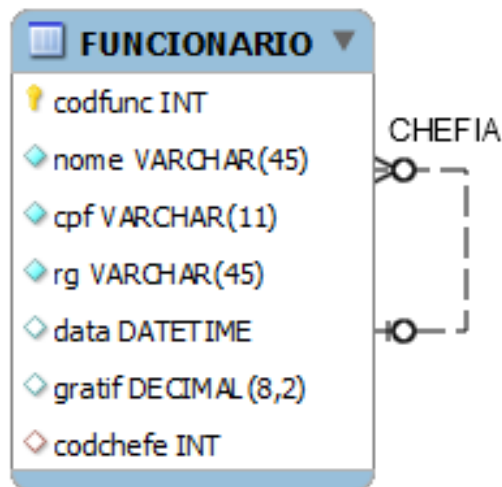 FUNCIONARIO
codfunc INT
CHEFIA
nome VARCHAR(45)
cpf VARCHAR(11)
rg VARCHAR(45)
data DATETIME
gratif DECIMAL(8,2)
codchefe INT